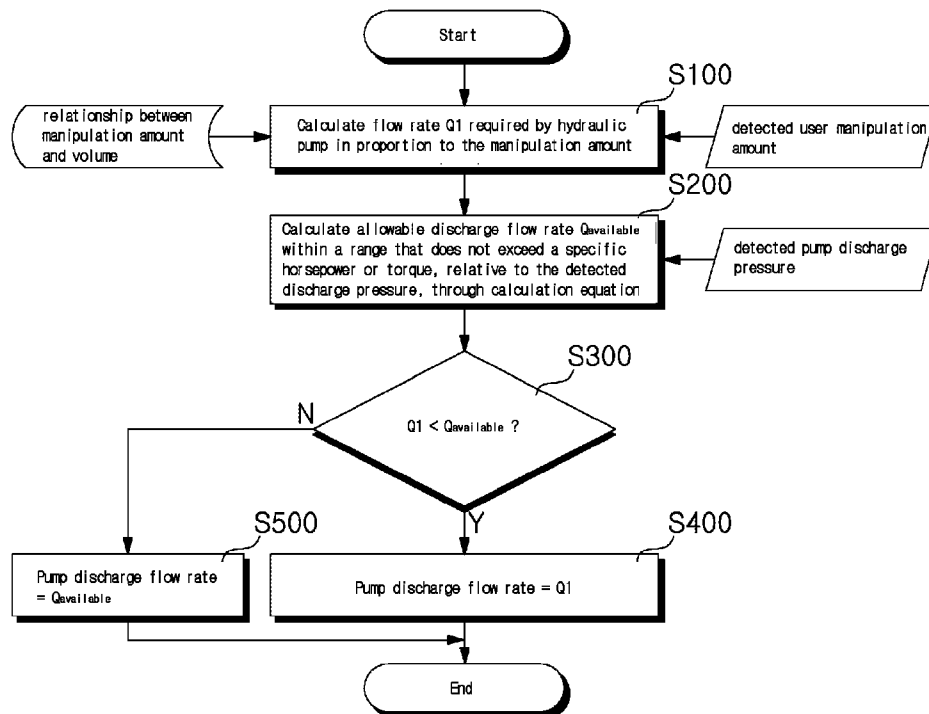 Start
S100
relationship between
manipulation amount
and volume
Calculate flow rate Q1 required by hydraulic
pump in proportion to the manipulation amount
detected user manipulation
amount
S200
Calculate allowable discharge flow rate Qavailable
within a range that does not exceed a specific
horsepower or torque, relative to the detected
discharge pressure, through calculation equation
detected pump discharge
pressure
S300
Q1 < Qavailable ?
N
Y
S500
S400
Pump discharge flow rate
= Qavailable
Pump discharge flow rate = Q1
End